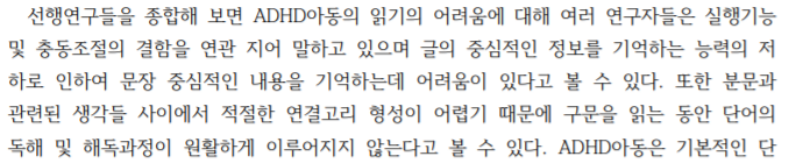 선행연구들을 종합해 보면 ADHD아동의 읽기의 어려움에 대해 여러 연구자들은 실행기능
및 충동조절의 결함을 연관 지어 말하고 있으며 글의 중심적인 정보를 기억하는 능력의 저
하로 인하여 문장 중심적인 내용을 기억하는데 어려움이 있다고 볼 수 있다. 또한 분문과
관련된 생각들 사이에서 적절한 연결고리 형성이 어렵기 때문에 구문을 읽는 동안 단어의
독해 및 해독과정이 원활하게 이루어지지 않는다고 볼 수 있다. ADHD아동은 기본적인 단